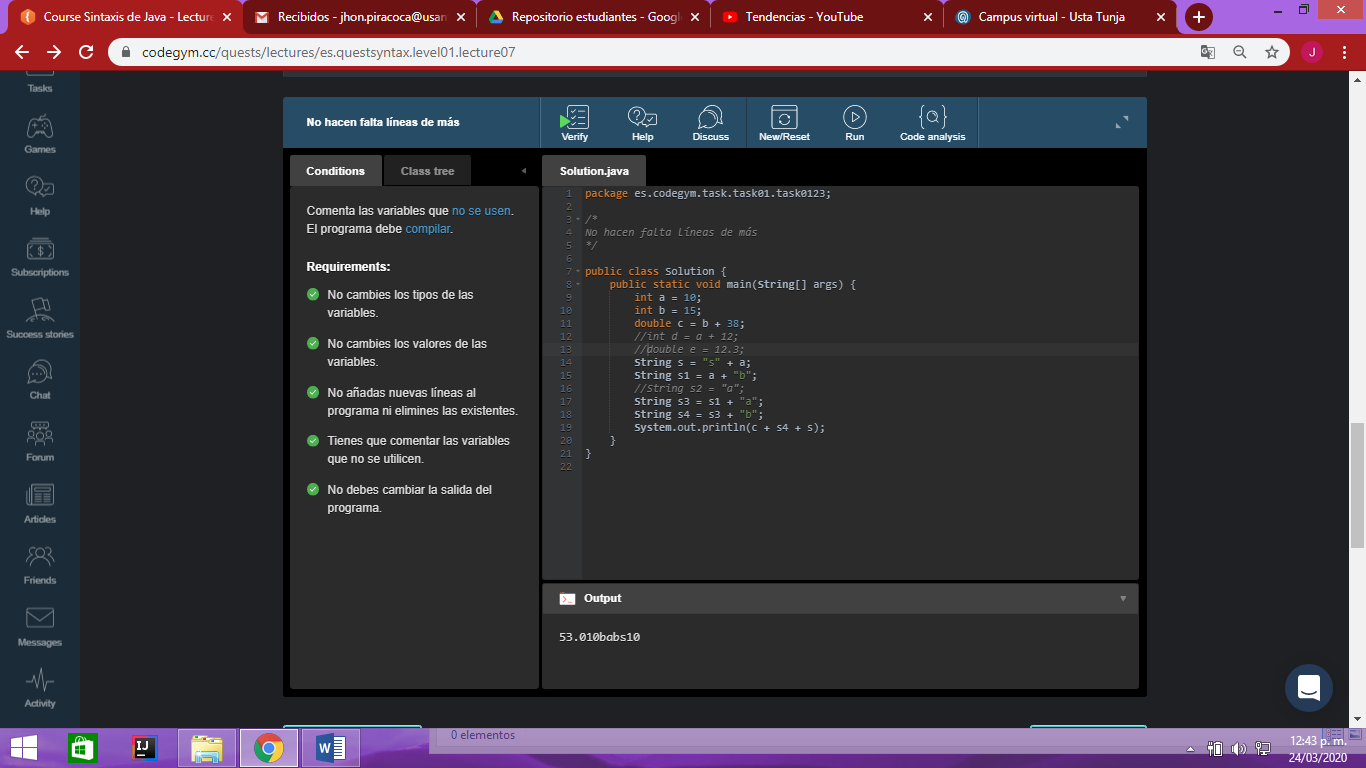 Course Sintaxis de Java - Lecture
Recibidos - jhon.piracoca@usan
Repositorio estudiantes - Googl
Tendencias - YouTube
Campus virtual - Usta Tunja
codegym.cc/quests/lectures/es.questsyntax.level01.lecture07
J
Tasks
Games
Help
Subscriptions
Success stories
Chat
Forum
Articles
Friends
Messages
Activity
No hacen falta líneas de más
Verify
Help
Discuss
New/Reset
Run
Code analysis
Conditions
Class tree
Comenta las variables que no se usen.
El programa debe compilar.
Requirements:
No cambies los tipos de las
variables.
No cambies los valores de las
variables.
No añadas nuevas líneas al
programa ni elimines las existentes.
Tienes que comentar las variables
que no se utilicen.
No debes cambiar la salida del
programa.
Solution.java
1 package es.codegym.task.task01.task0123;
2
3 /*
4 No hacen falta líneas de más
5 */
6
7 public class Solution {
8 public static void main(String[] args) {
9 int a = 10;
10 int b = 15;
11 double c = b + 38;
12 //int d = a + 12;
13 //double e = 12.3;
14 String s = "s" + a;
15 String s1 = a + "b";
16 //String s2 = "a";
17 String s3 = s1 + "a";
18 String s4 = s3 + "b";
19 System.out.println(c + s4 + s);
20 }
21 }
22
Output
53.010babs10
0 elementos
12:43 p. m.
24/03/2020